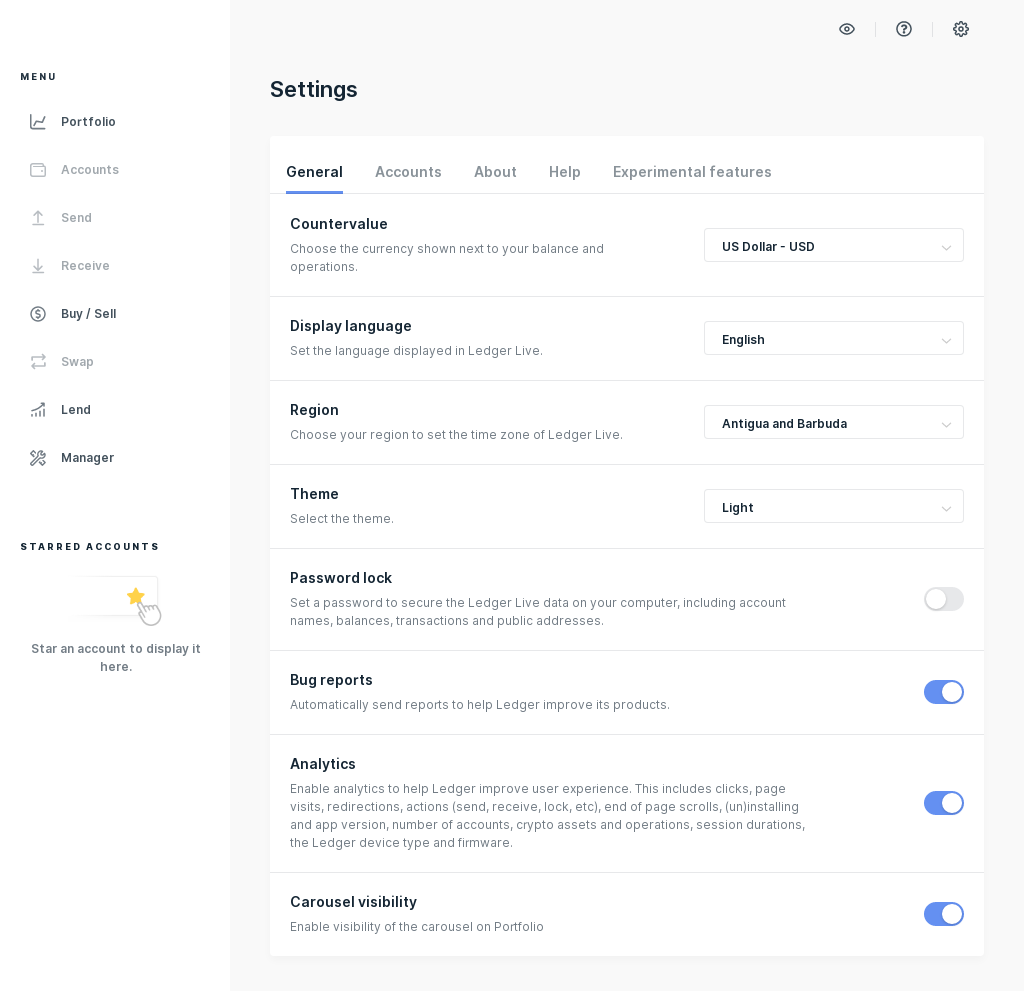 MENU
Portfolio
Accounts
Send
Receive
Buy / Sell
Swap
Lend
Manager
STARRED ACCOUNTS
Star an account to display it
here.
Settings
General Accounts About Help Experimental features
Countervalue
Choose the currency shown next to your balance and
operations.
US Dollar - USD
Display language
Set the language displayed in Ledger Live.
English
Region
Choose your region to set the time zone of Ledger Live.
Antigua and Barbuda
Theme
Select the theme.
Light
Password lock
Set a password to secure the Ledger Live data on your computer, including account
names, balances, transactions and public addresses.
Bug reports
Automatically send reports to help Ledger improve its products.
Analytics
Enable analytics to help Ledger improve user experience. This includes clicks, page
visits, redirections, actions (send, receive, lock, etc), end of page scrolls, (un)installing
and app version, number of accounts, crypto assets and operations, session durations,
the Ledger device type and firmware.
Carousel visibility
Enable visibility of the carousel on Portfolio